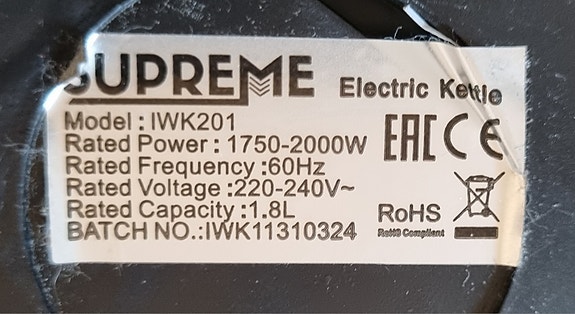 SUPREME Electric Kettle
Model : IWK201
Rated Power : 1750-2000W
Rated Frequency : 60Hz
Rated Voltage :220-240V~
Rated Capacity :1.8L
BATCH NO.:IWK11310324
EAC CE
RoHS
RoHS Compliant